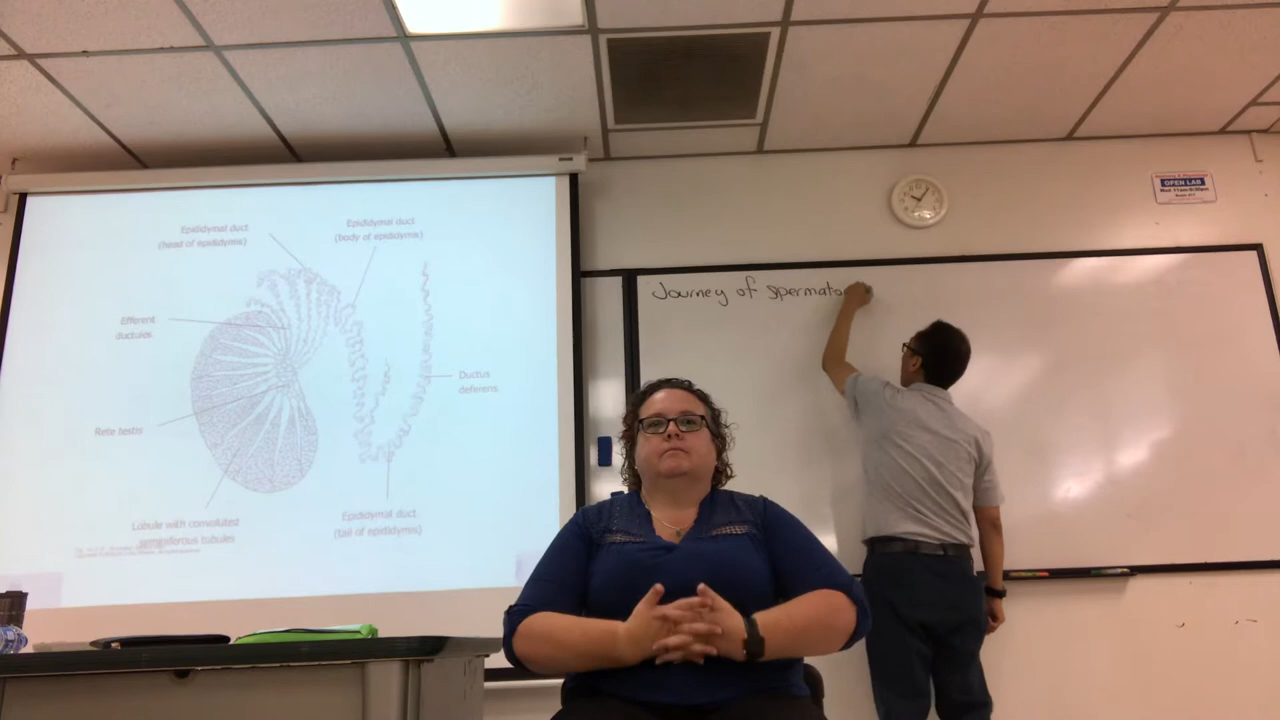 Epididymal duct
(head of epididymis)
Epididymal duct
(body of epididymis)
Efferent
ductules
Ductus
deferens
Rete testis
Lobule with convoluted
seminiferous tubules
Epididymal duct
(tail of epididymis)
Journey of spermato
OPEN LAB